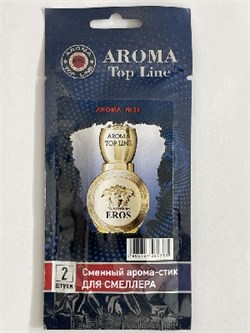 AROMA
TOP LINE
AROMA
Top Line
AROMA №21
AROMA
TOP LINE
EROS
2
ШТУКИ
Сменный арома-стик
ДЛЯ СМЕЛЛЕРА